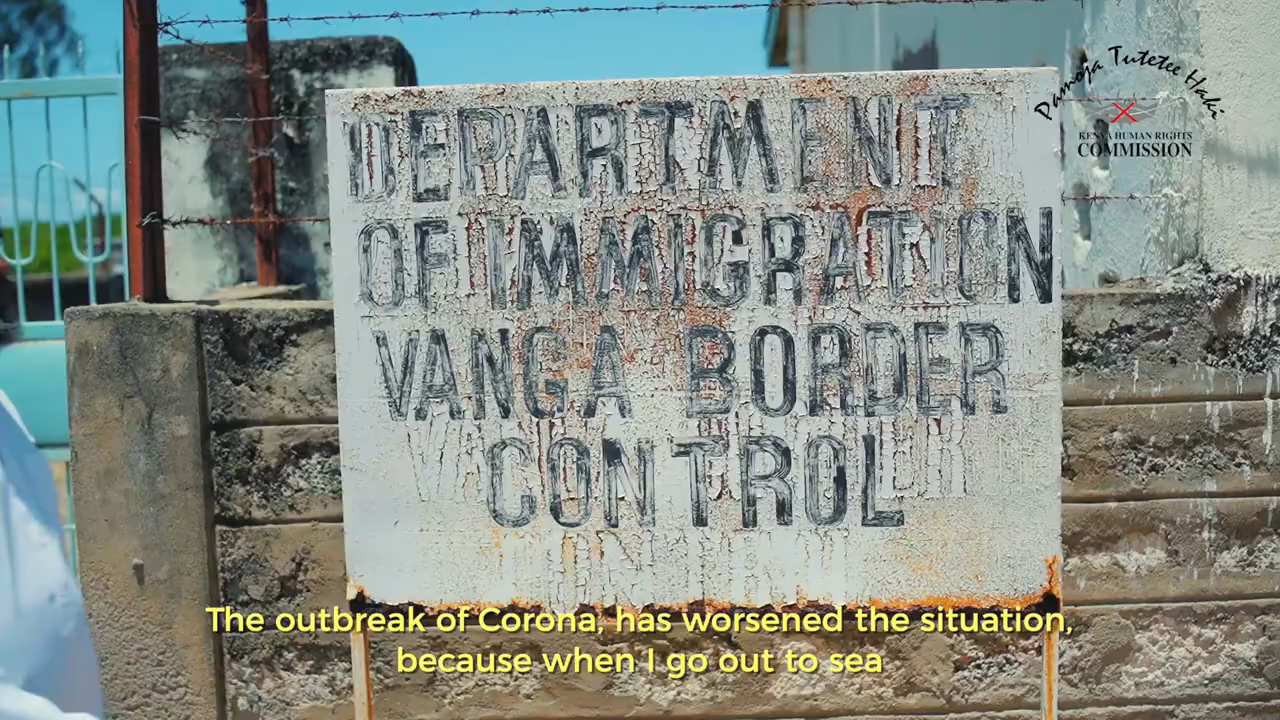 Pamoja Tutetee Haki
KENYA HUMAN RIGHTS
COMMISSION
DEPARTMENT
OF IMMIGRATION
VANGA BORDER
CONTROL
The outbreak of Corona, has worsened the situation,
because when I go out to sea